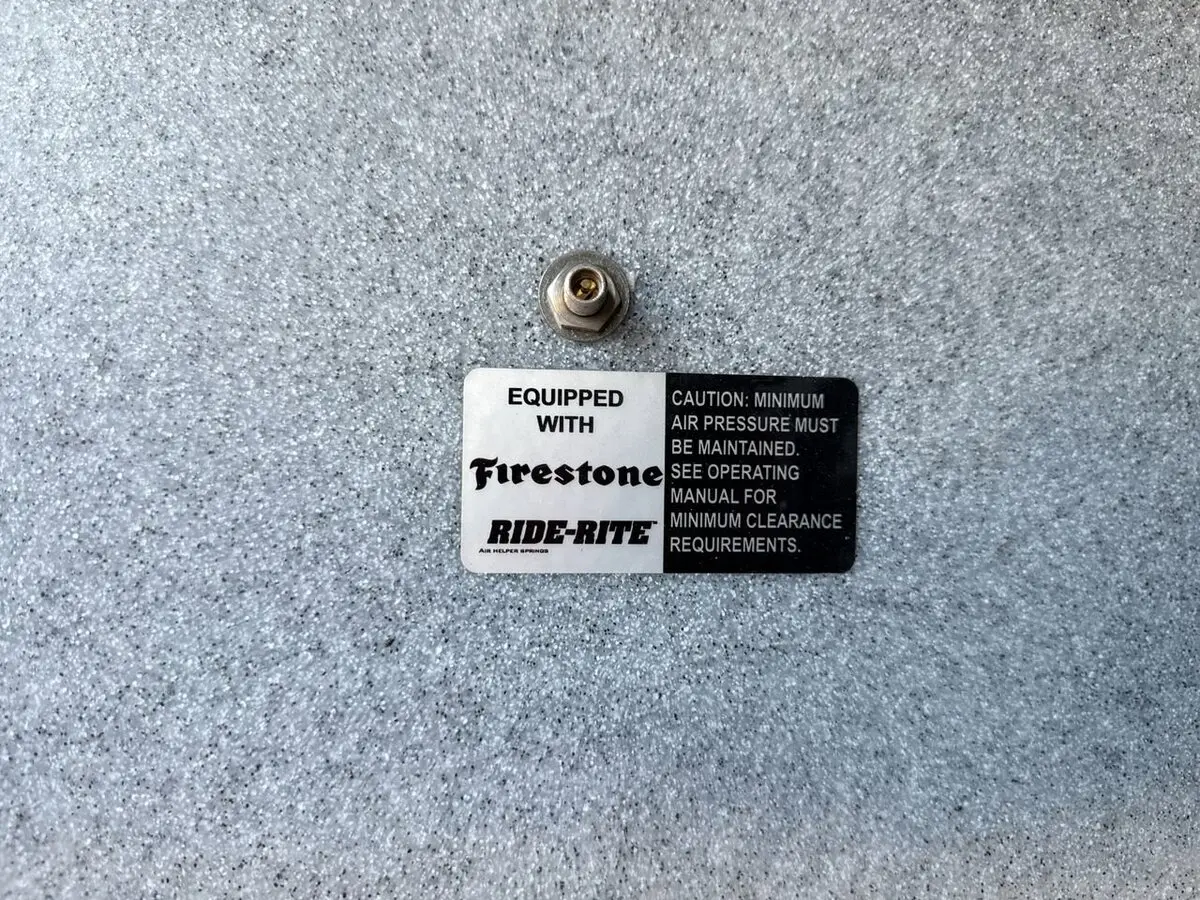 EQUIPPED
WITH
Firestone
RIDE-RITE™
AIR HELPER SPRINGS
CAUTION: MINIMUM
AIR PRESSURE MUST
BE MAINTAINED.
SEE OPERATING
MANUAL FOR
MINIMUM CLEARANCE
REQUIREMENTS.